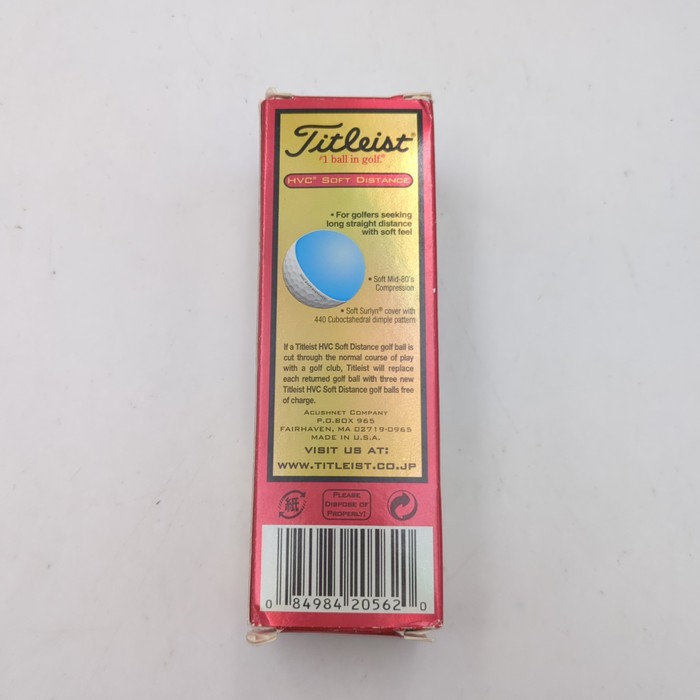 Titleist®
"#1 ball in golf."
HVC® SOFT DISTANCE
• For golfers seeking
long straight distance
with soft feel
• Soft Mid-80's
Compression
• Soft Surlyn® cover with
440 Cuboctahedral dimple pattern
If a Titleist HVC Soft Distance golf ball is
cut through the normal course of play
with a golf club, Titleist will replace
each returned golf ball with three new
Titleist HVC Soft Distance golf balls free
of charge.
ACUSHNET COMPANY
P.O.BOX 965
FAIRHAVEN, MA 02719-0965
MADE IN U.S.A.
VISIT US AT:
WWW.TITLEIST.CO.JP
紙
PLEASE
DISPOSE OF
PROPERLY!
0 84984 20562 0